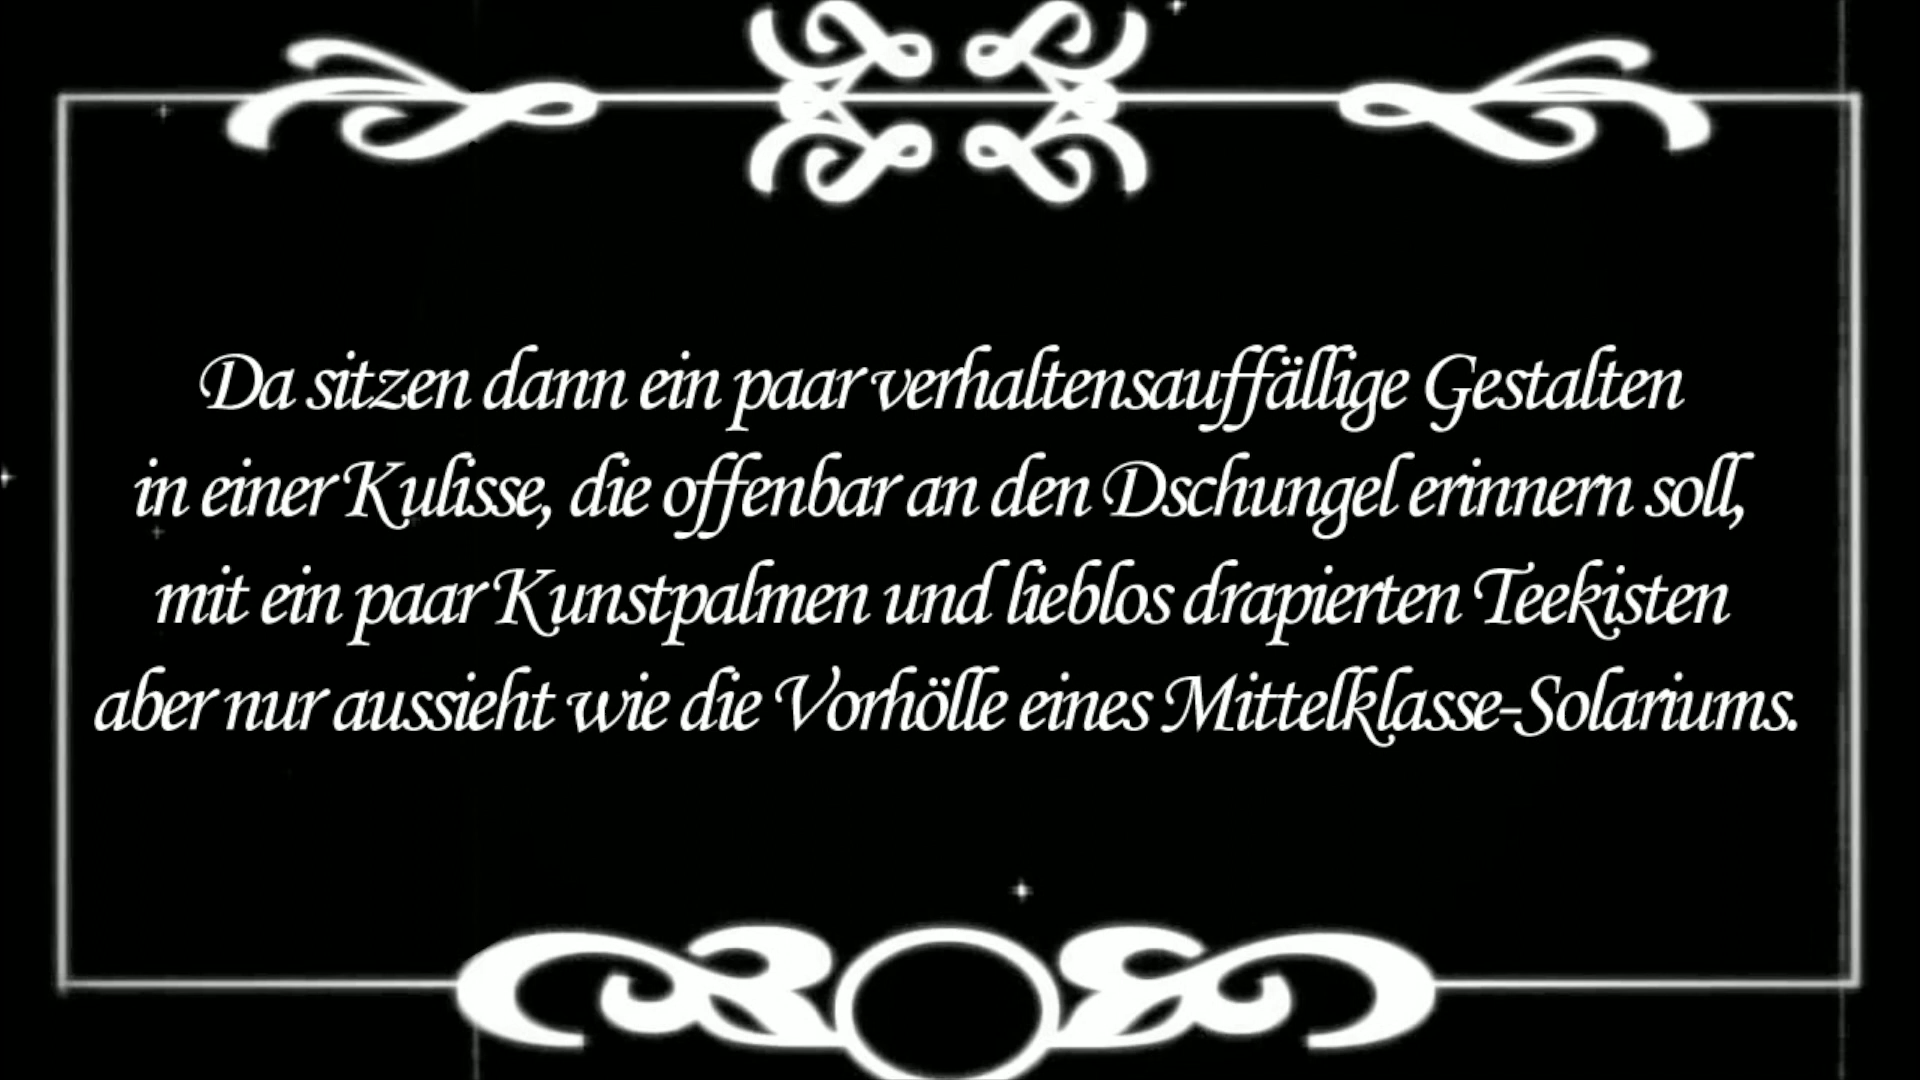 Da sitzen dann ein paar verhaltensauffällige Gestalten
in einer Kulisse, die offenbar an den Dschungel erinnern soll,
mit ein paar Kunstpalmen und lieblos drapierten Teekisten
aber nur aussieht wie die Vorhölle eines Mittelklasse-Solariums.